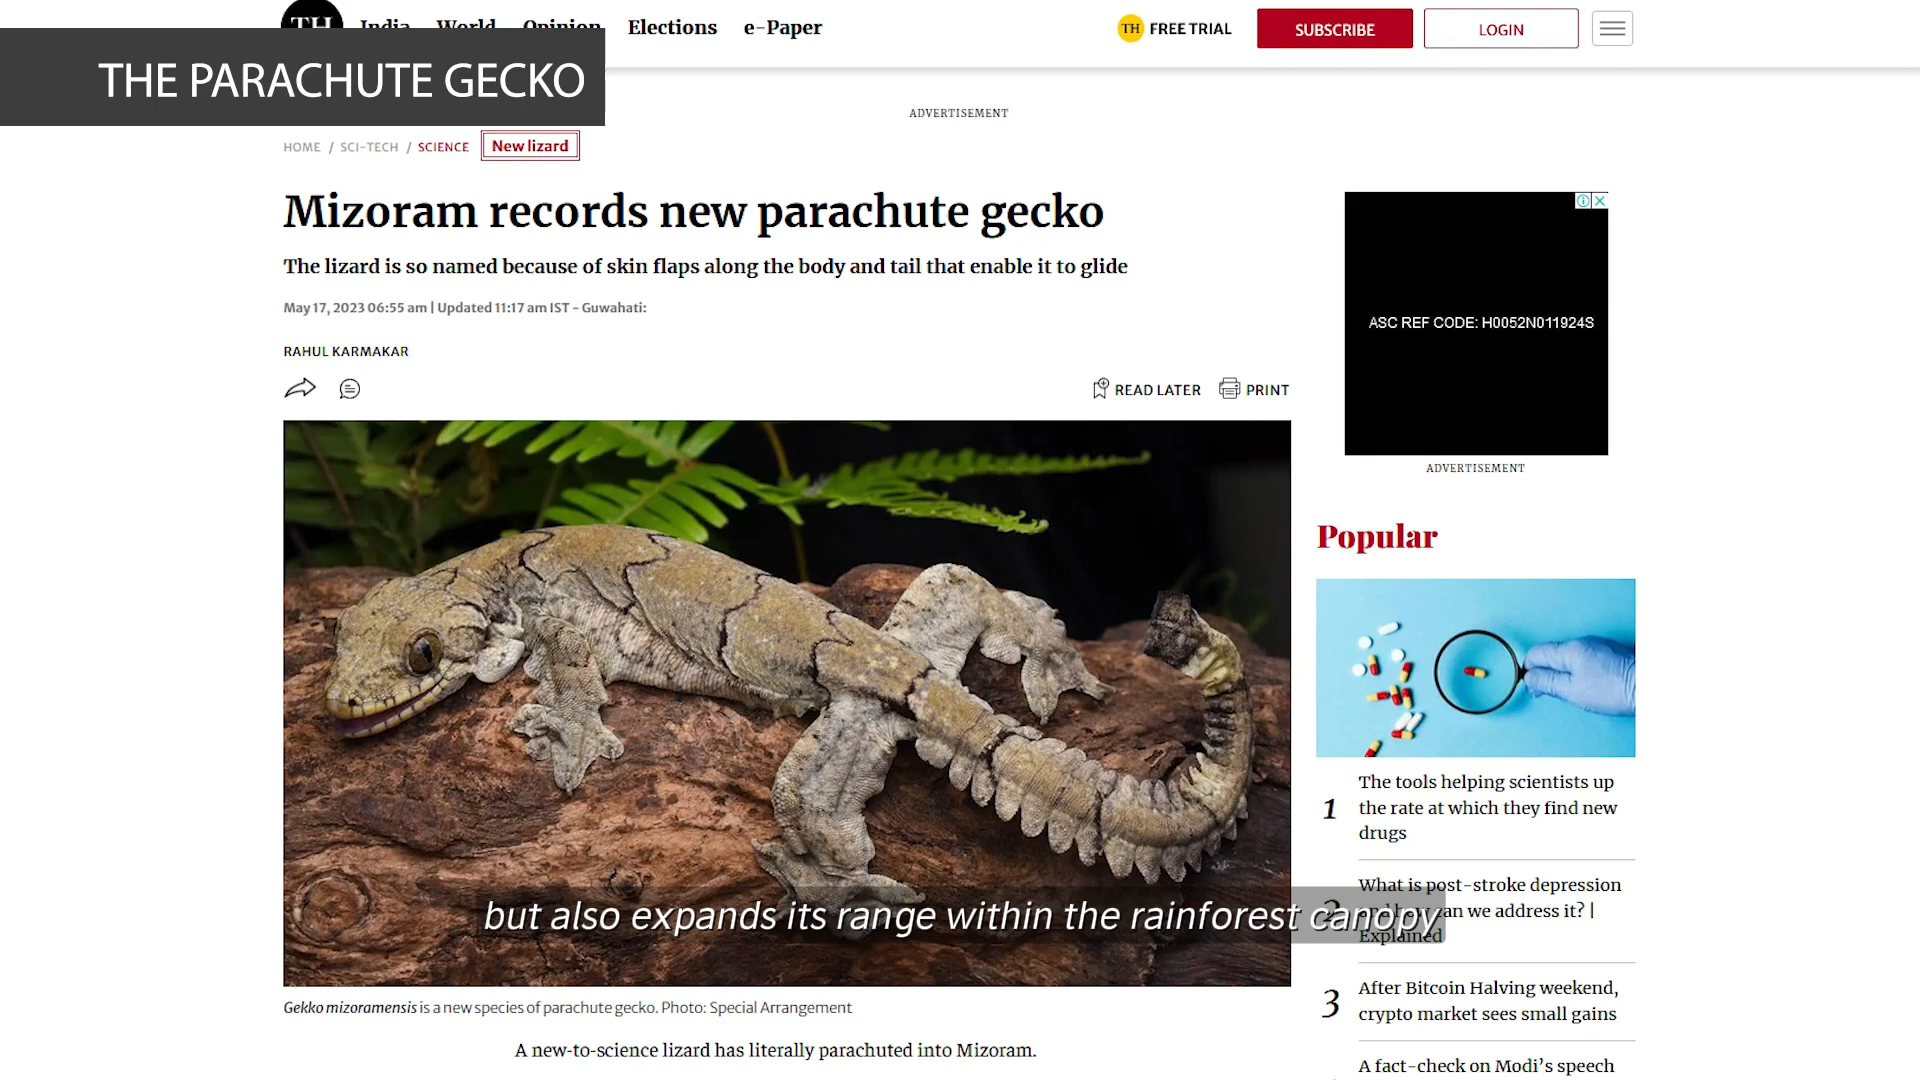 TH India World Opinion Elections e-Paper TH FREE TRIAL SUBSCRIBE LOGIN
THE PARACHUTE GECKO
ADVERTISEMENT
HOME / SCI-TECH / SCIENCE New lizard
Mizoram records new parachute gecko
The lizard is so named because of skin flaps along the body and tail that enable it to glide
May 17, 2023 06:55 am | Updated 11:17 am IST - Guwahati:
RAHUL KARMAKAR
READ LATER PRINT
ASC REF CODE: H0052N011924S
ADVERTISEMENT
Popular
1
The tools helping scientists up
the rate at which they find new
drugs
2
What is post-stroke depression
and how can we address it? |
Explained
3
After Bitcoin Halving weekend,
crypto market sees small gains
A fact-check on Modi's speech
but also expands its range within the rainforest canopy
Gekko mizoramensis is a new species of parachute gecko. Photo: Special Arrangement
A new-to-science lizard has literally parachuted into Mizoram.